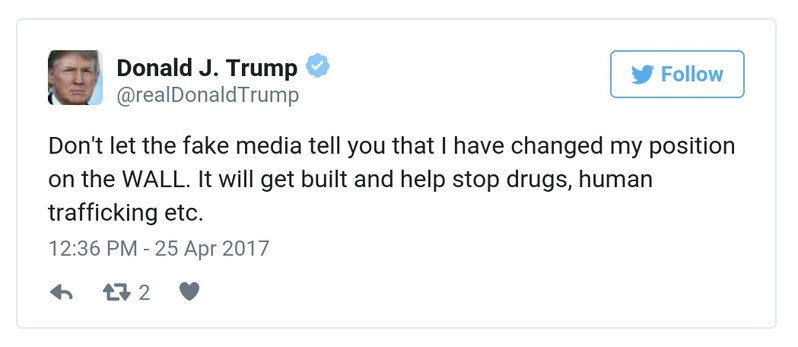 Donald J. Trump
@realDonaldTrump
Follow
Don't let the fake media tell you that I have changed my position
on the WALL. It will get built and help stop drugs, human
trafficking etc.
12:36 PM - 25 Apr 2017
2